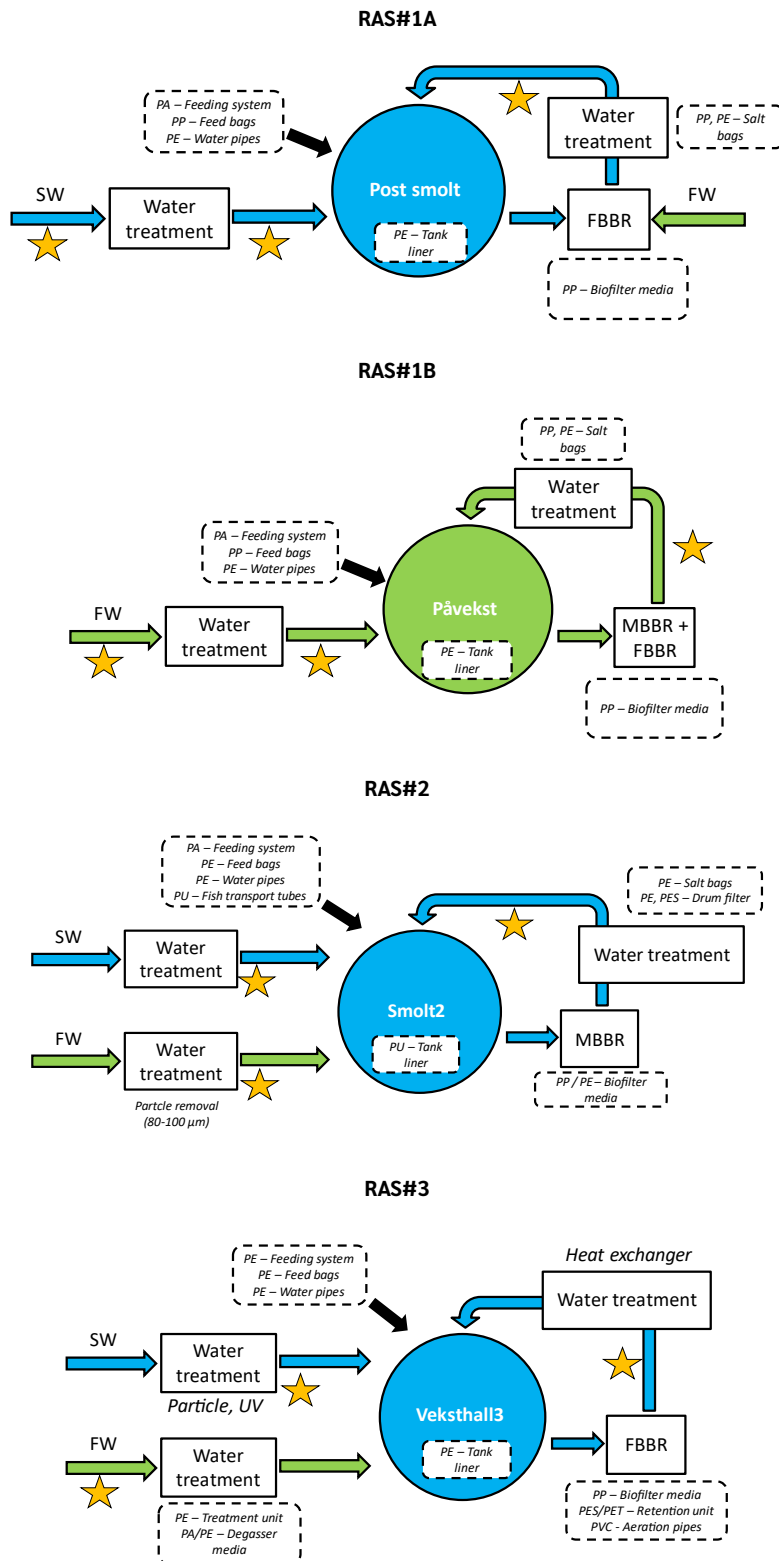 RAS#1A
PA – Feeding system
PP – Feed bags
PE – Water pipes
Water
treatment
PP, PE – Salt
bags
SW
Water
treatment
Post smolt
PE – Tank
liner
FBBR
FW
PP – Biofilter media
RAS#1B
PP, PE – Salt
bags
Water
treatment
PA – Feeding system
PP – Feed bags
PE – Water pipes
FW
Water
treatment
Påvekst
PE – Tank
liner
MBBR +
FBBR
PP – Biofilter media
RAS#2
PA – Feeding system
PE – Feed bags
PE – Water pipes
PU – Fish transport tubes
PE – Salt bags
PE, PES – Drum filter
SW
Water
treatment
Water treatment
Smolt2
PU – Tank
liner
FW
Water
treatment
Partcle removal
(80-100 µm)
MBBR
PP / PE– Biofilter
media
RAS#3
PE – Feeding system
PE – Feed bags
PE – Water pipes
Heat exchanger
Water treatment
SW
Water
treatment
Particle, UV
Veksthall3
PE – Tank
liner
FBBR
FW
Water
treatment
PE – Treatment unit
PA/PE – Degasser
media
PP – Biofilter media
PES/PET – Retention unit
PVC - Aeration pipes